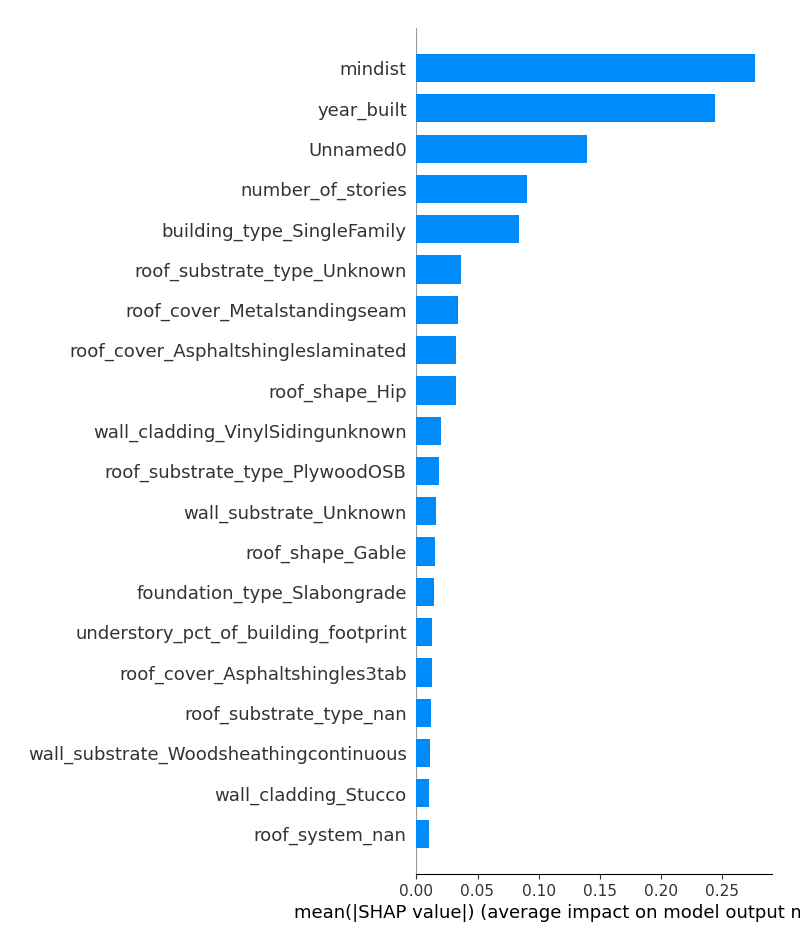 mindist
year_built
Unnamed0
number_of_stories
building_type_SingleFamily
roof_substrate_type_Unknown
roof_cover_Metalstandingseam
roof_cover_Asphaltshingleslaminated
roof_shape_Hip
wall_cladding_VinylSidingunknown
roof_substrate_type_PlywoodOSB
wall_substrate_Unknown
roof_shape_Gable
foundation_type_Slabongrade
understory_pct_of_building_footprint
roof_cover_Asphaltshingles3tab
roof_substrate_type_nan
wall_substrate_Woodsheathingcontinuous
wall_cladding_Stucco
roof_system_nan
0.00 0.05 0.10 0.15 0.20 0.25
mean(|SHAP value|) (average impact on model output